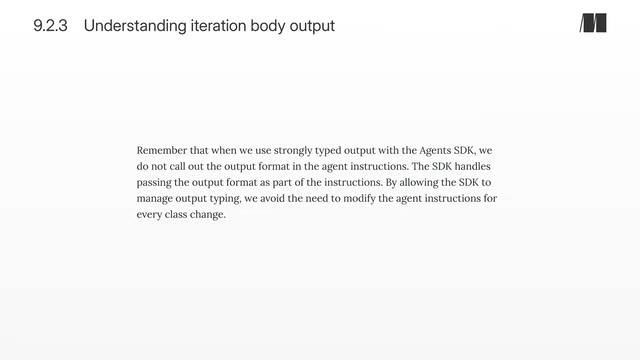 9.2.3 Understanding iteration body output
Remember that when we use strongly typed output with the Agents SDK, we
do not call out the output format in the agent instructions. The SDK handles
passing the output format as part of the instructions. By allowing the SDK to
manage output typing, we avoid the need to modify the agent instructions for
every class change.